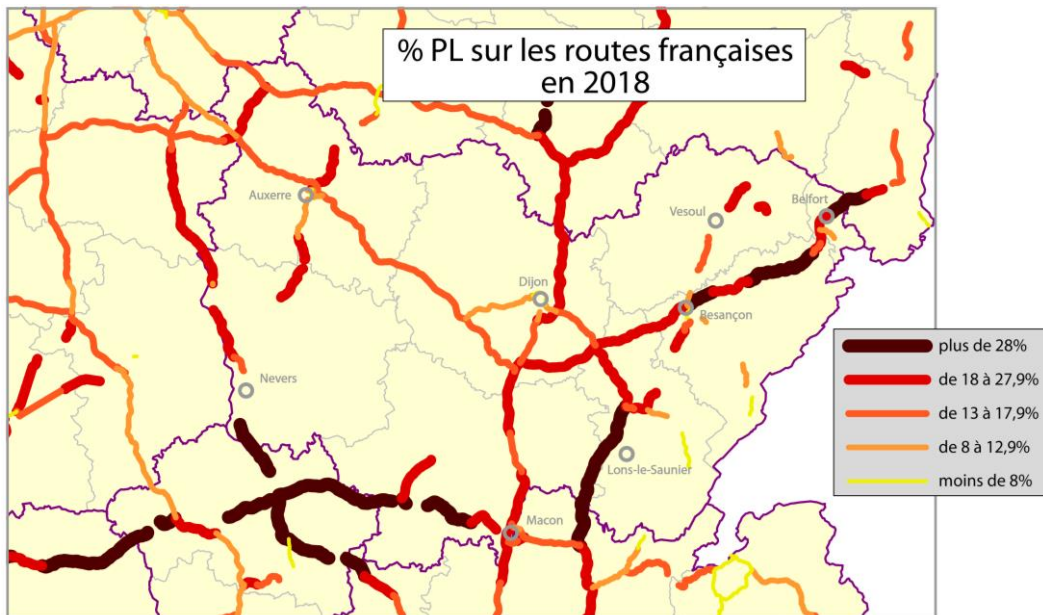 % PL sur les routes françaises
en 2018
Auxerre
Vesoul
Belfort
Dijon
Besançon
Nevers
Lons-le-Saunier
Macon
plus de 28%
de 18 à 27,9%
de 13 à 17,9%
de 8 à 12,9%
moins de 8%